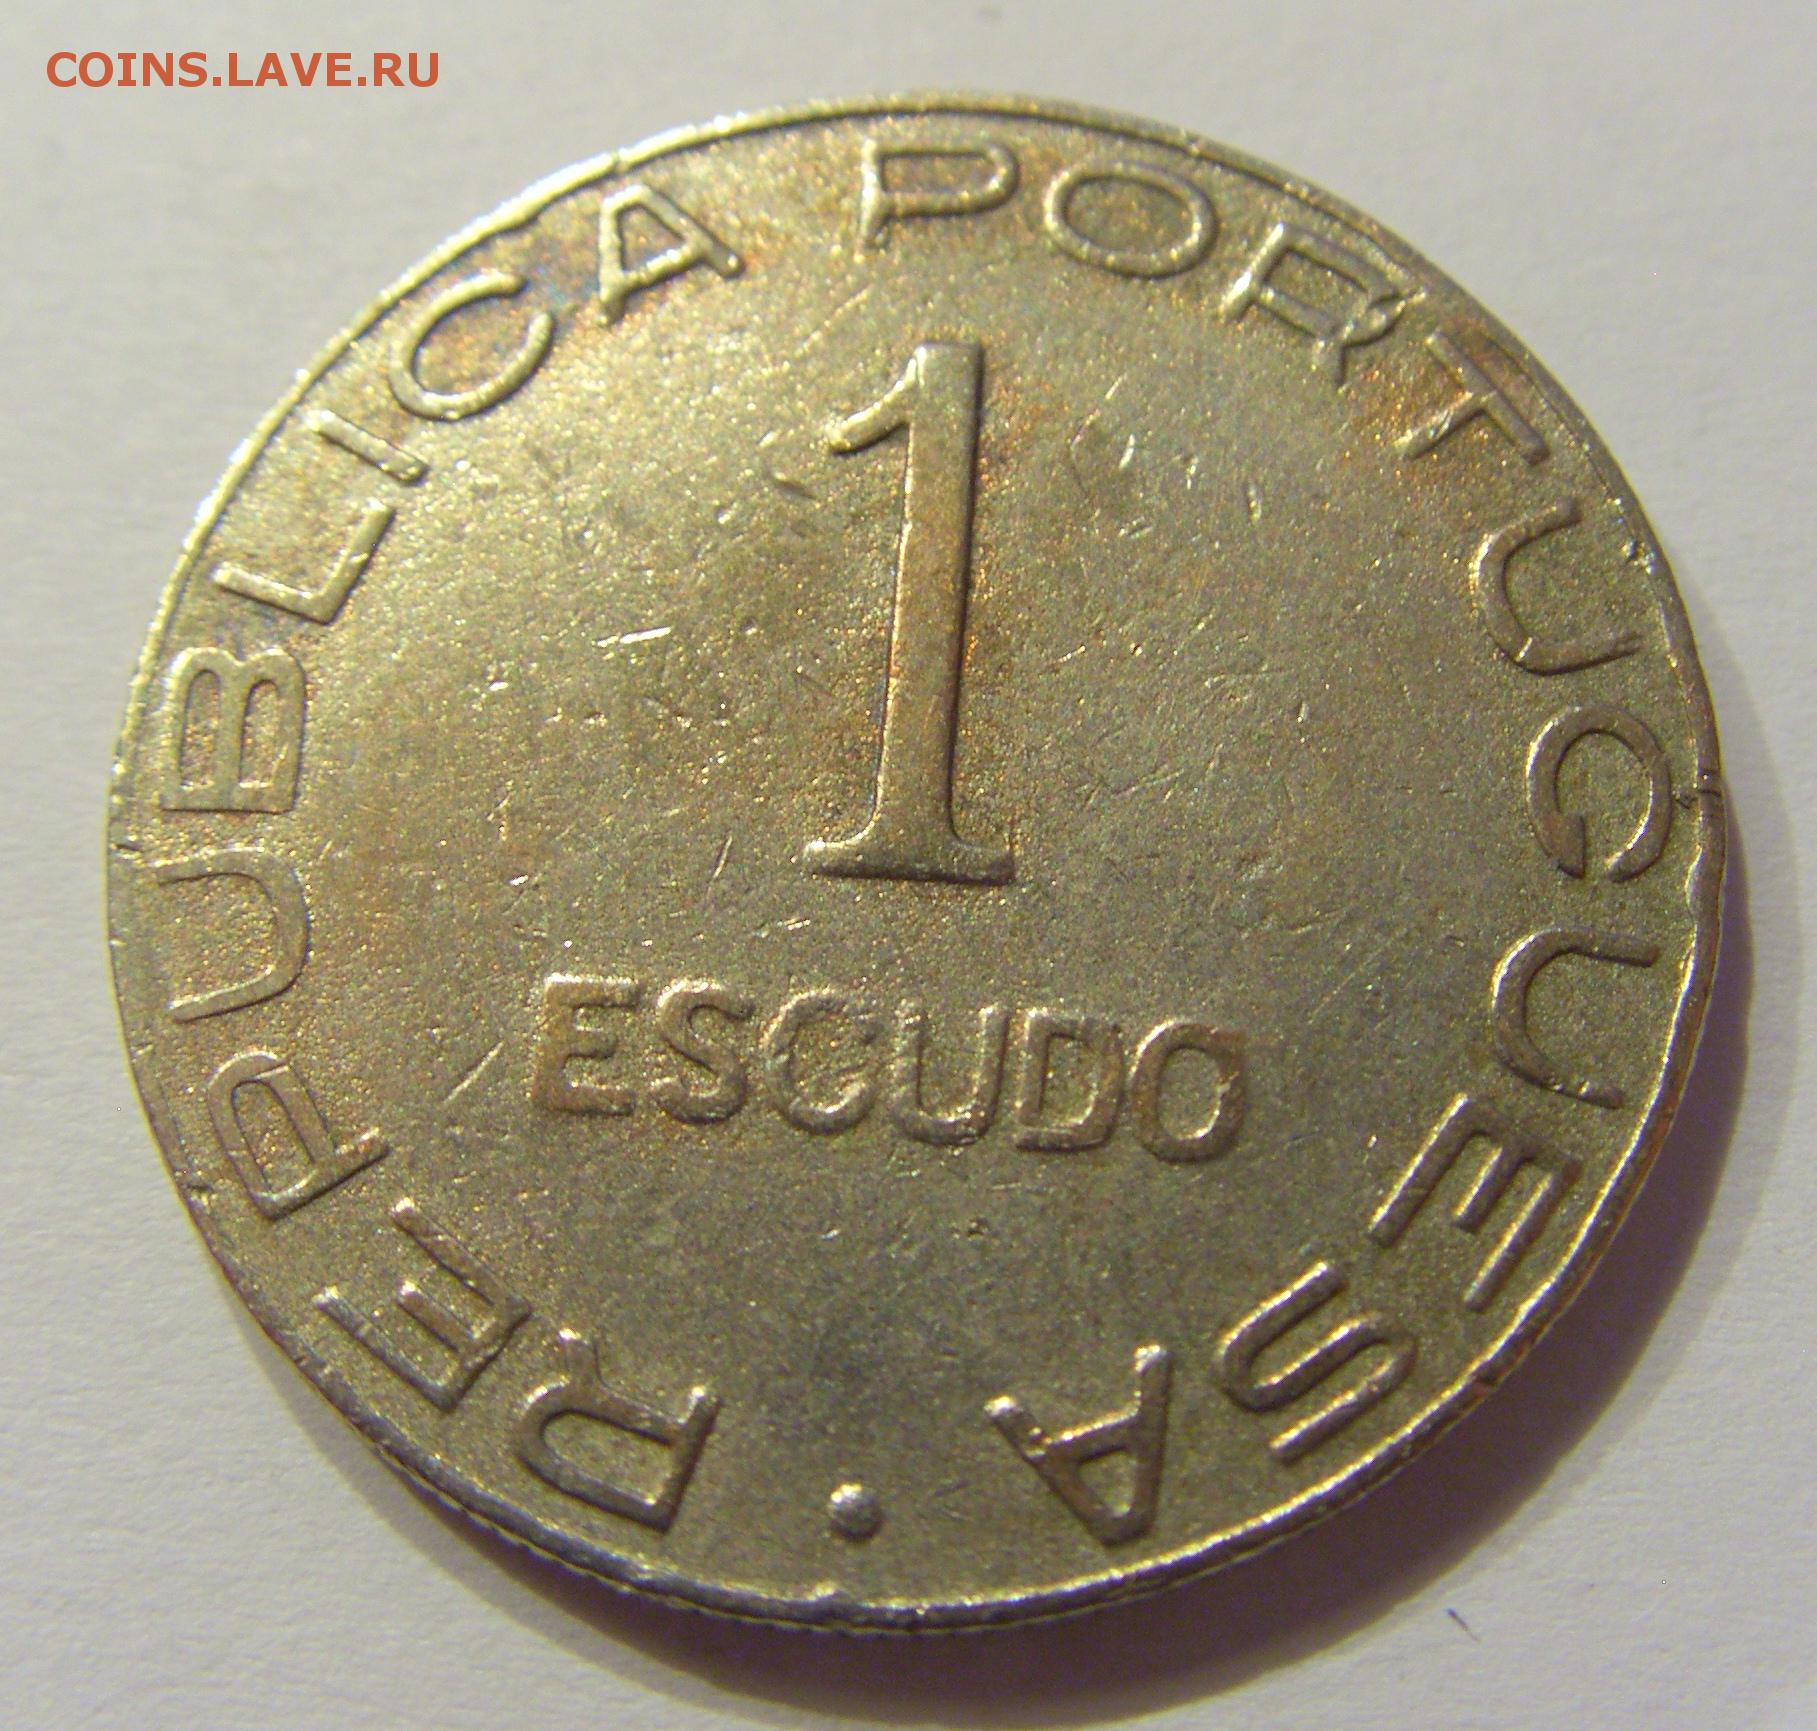 COINS.LAVE.RU
REPUBLICA PORTUGUESA ·
1
ESCUDO